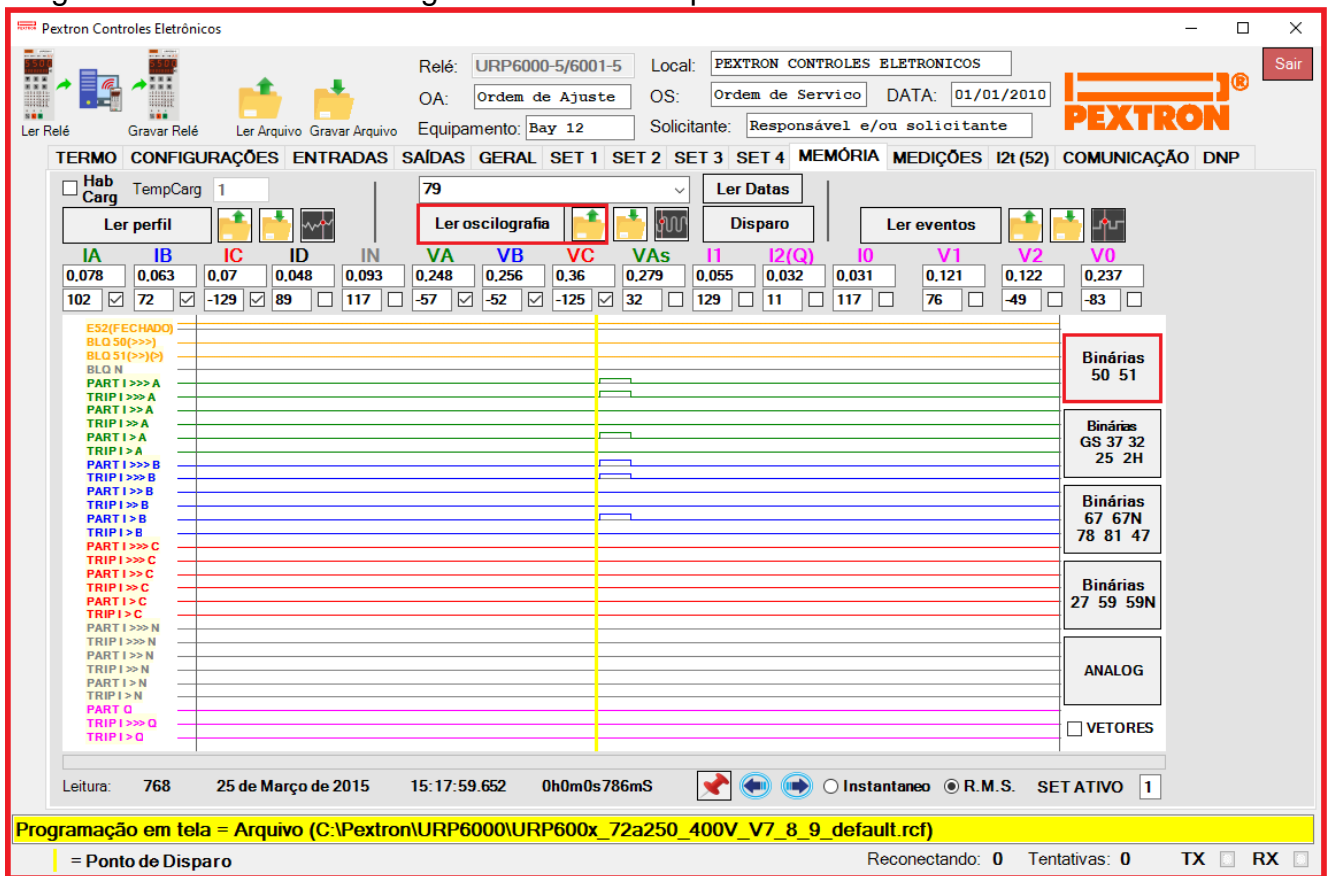 Pextron Controles Eletrônicos
Relé: URP6000-5/6001-5 Local: PEXTRON CONTROLES ELETRONICOS Sair
OA: Ordem de Ajuste OS: Ordem de Servico DATA: 01/01/2010
Equipamento: Bay 12 Solicitante: Responsável e/ou solicitante PEXTRON®
Ler Relé Gravar Relé Ler Arquivo Gravar Arquivo
TERMO CONFIGURAÇÕES ENTRADAS SAÍDAS GERAL SET 1 SET 2 SET 3 SET 4 MEMÓRIA MEDIÇÕES I2t (52) COMUNICAÇÃO DNP
Hab Carg TempCarg 1 79 Ler Datas
Ler perfil Ler oscilografia Disparo Ler eventos
IA IB IC ID IN VA VB VC VAs I1 I2(Q) I0 V1 V2 V0
0,078 0,063 0,07 0,048 0,093 0,248 0,256 0,36 0,279 0,055 0,032 0,031 0,121 0,122 0,237
102 72 -129 89 117 -57 -52 -125 32 129 11 117 76 -49 -83
E52(FECHADO)
BLQ 50(>>>)
BLQ 51(>>)(>)
BLQ N
PART I >>> A
TRIP I >>> A
PART I >> A
TRIP I >> A
PART I > A
TRIP I > A
PART I >>> B
TRIP I >>> B
PART I >> B
TRIP I >> B
PART I > B
TRIP I > B
PART I >>> C
TRIP I >>> C
PART I >> C
TRIP I >> C
PART I > C
TRIP I > C
PART I >>> N
TRIP I >>> N
PART I >> N
TRIP I >> N
PART I > N
TRIP I > N
PART Q
TRIP I >>> Q
TRIP I > Q
Binárias
50 51
Binárias
GS 37 32
25 2H
Binárias
67 67N
78 81 47
Binárias
27 59 59N
ANALOG
VETORES
Leitura: 768 25 de Março de 2015 15:17:59.652 0h0m0s786mS Instantaneo R.M.S. SET ATIVO 1
Programação em tela = Arquivo (C:\Pextron\URP6000\URP600x_72a250_400V_V7_8_9_default.rcf)
= Ponto de Disparo Reconectando: 0 Tentativas: 0 TX RX